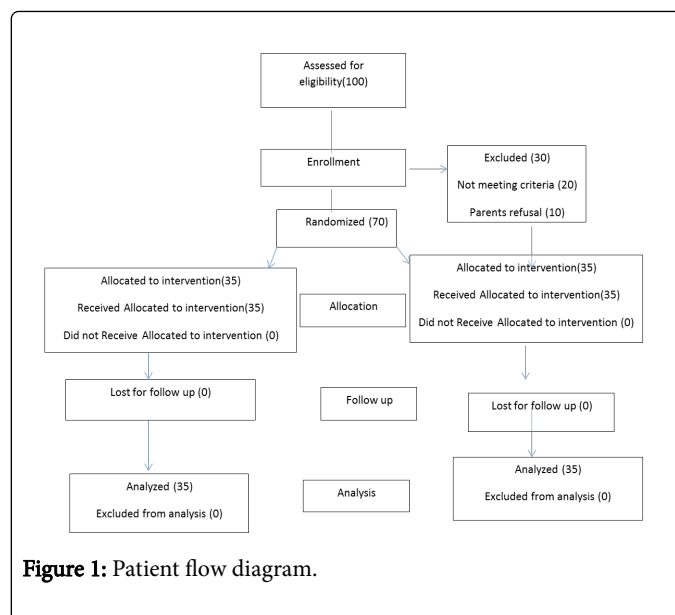 Assessed for
eligibility(100)
Enrollment
Excluded (30)
Not meeting criteria (20)
Parents refusal (10)
Randomized (70)
Allocated to intervention(35)
Received Allocated to intervention(35)
Did not Receive Allocated to intervention (0)
Allocation
Allocated to intervention(35)
Received Allocated to intervention(35)
Did not Receive Allocated to intervention (0)
Lost for follow up (0)
Follow up
Lost for follow up (0)
Analyzed (35)
Excluded from analysis (0)
Analysis
Analyzed (35)
Excluded from analysis (0)
Figure 1: Patient flow diagram.